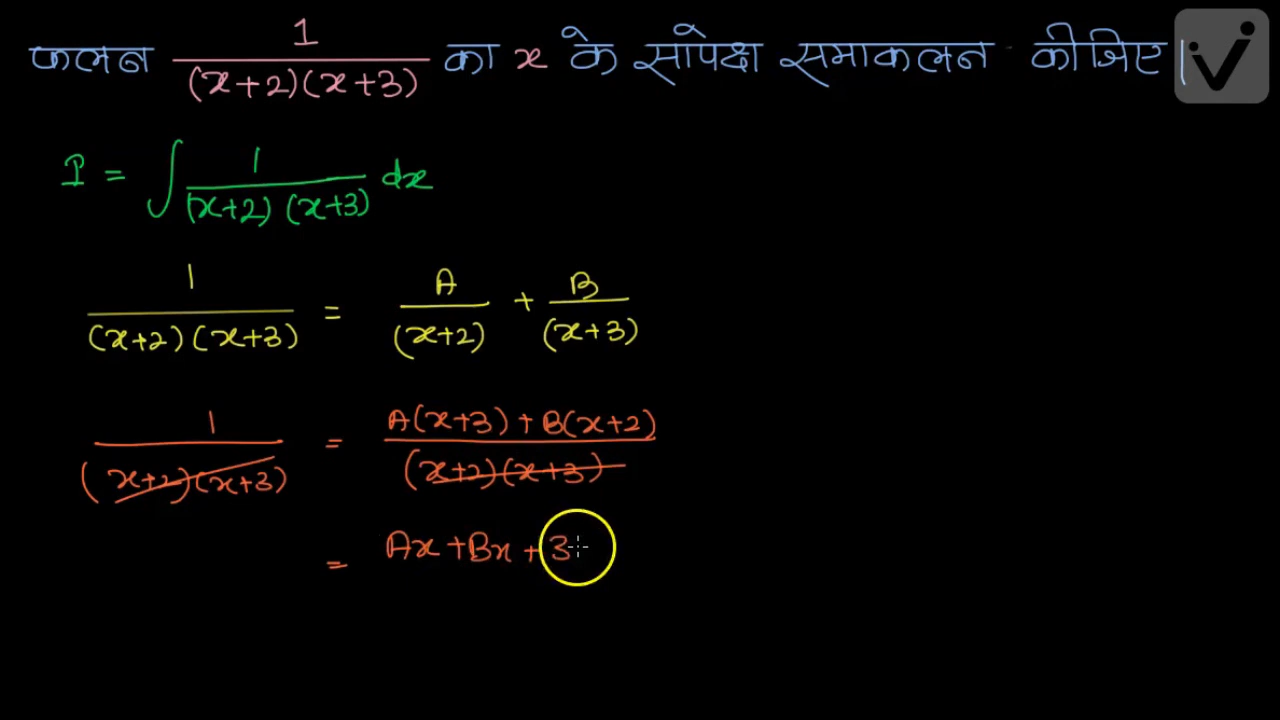 फलन 1/((x+2)(x+3)) का x के सापेक्ष समाकलन कीजिए।
I = ∫ 1/((x+2)(x+3)) dx
1/((x+2)(x+3)) = A/(x+2) + B/(x+3)
1/((x+2)(x+3)) = (A(x+3)+B(x+2))/((x+2)(x+3))
= Ax+Bx+3